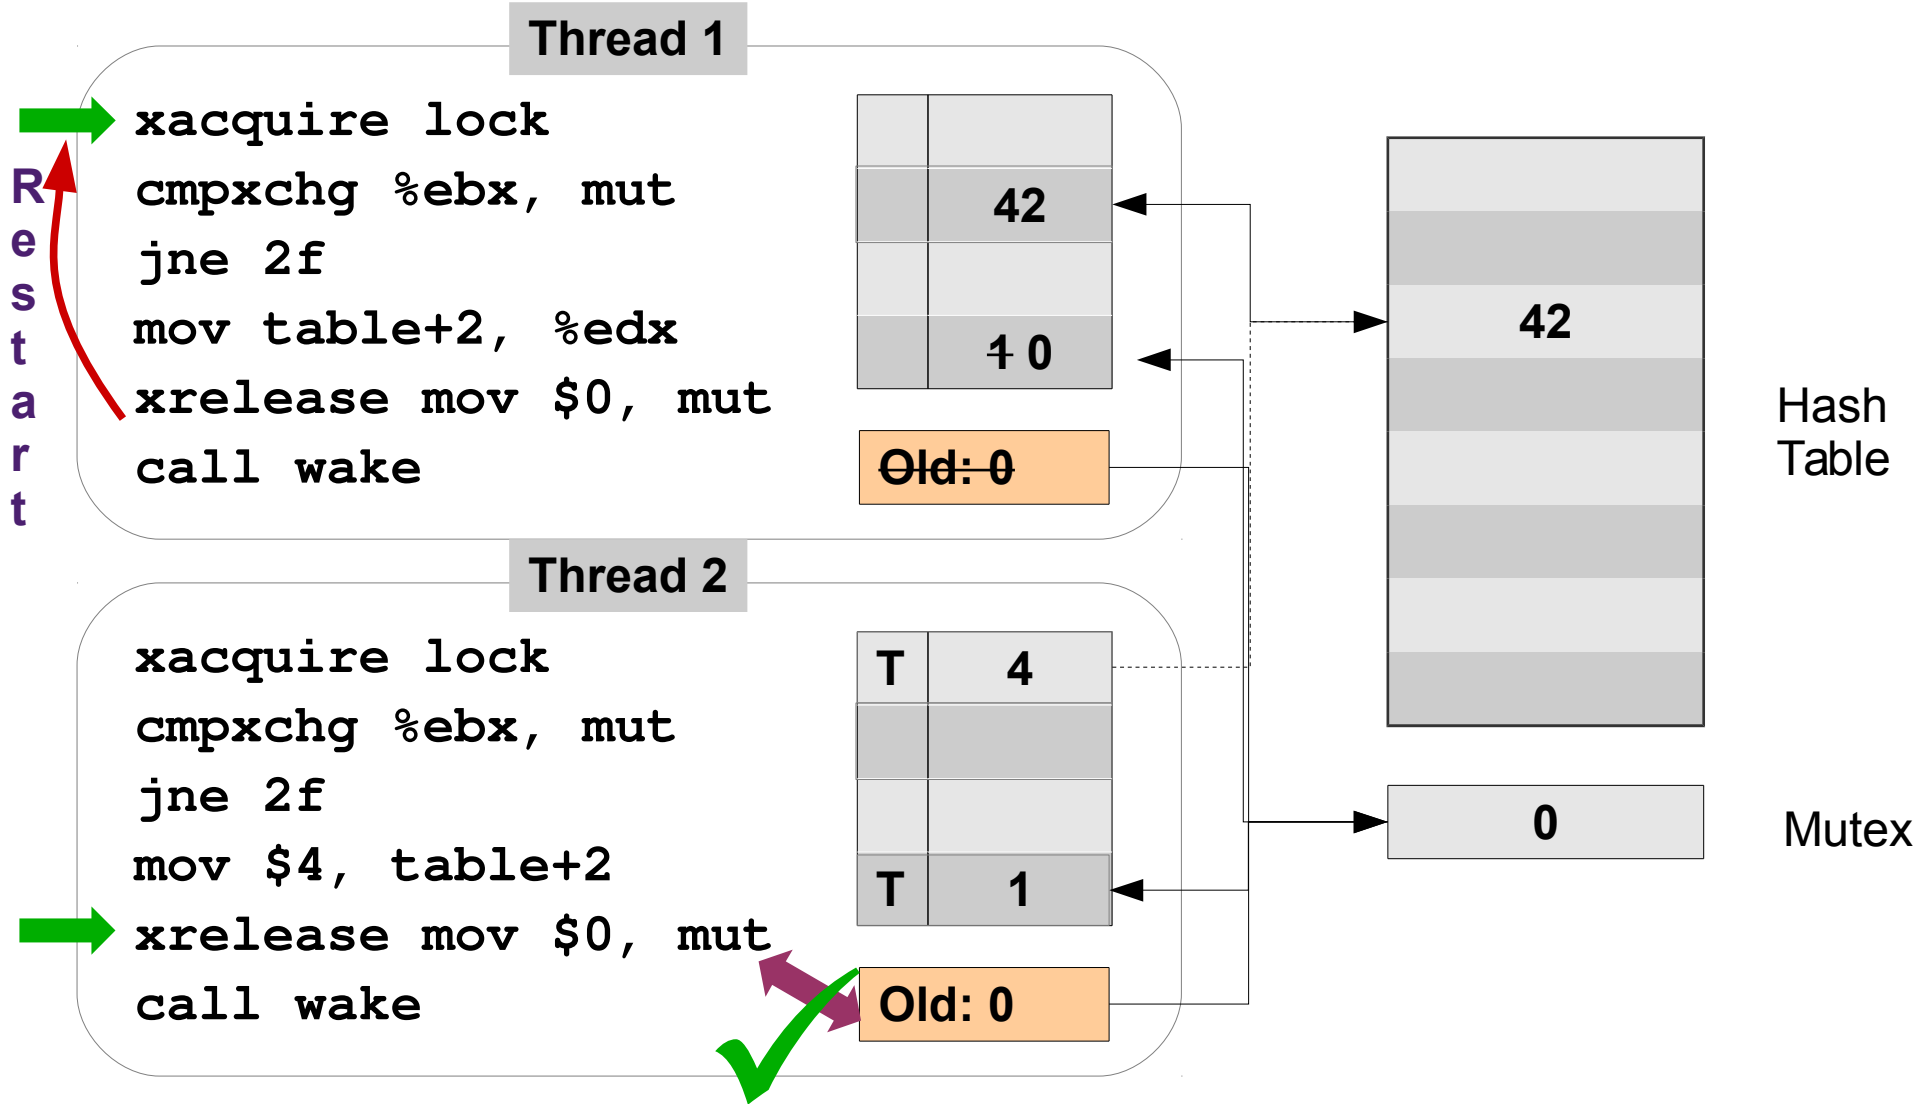 Thread 1
xacquire lock
cmpxchg %ebx, mut
jne 2f
mov table+2, %edx
xrelease mov $0, mut
call wake
Restart
42
1 0
Old: 0
Thread 2
xacquire lock
cmpxchg %ebx, mut
jne 2f
mov $4, table+2
xrelease mov $0, mut
call wake
T 4
T 1
Old: 0
42
Hash
Table
0
Mutex